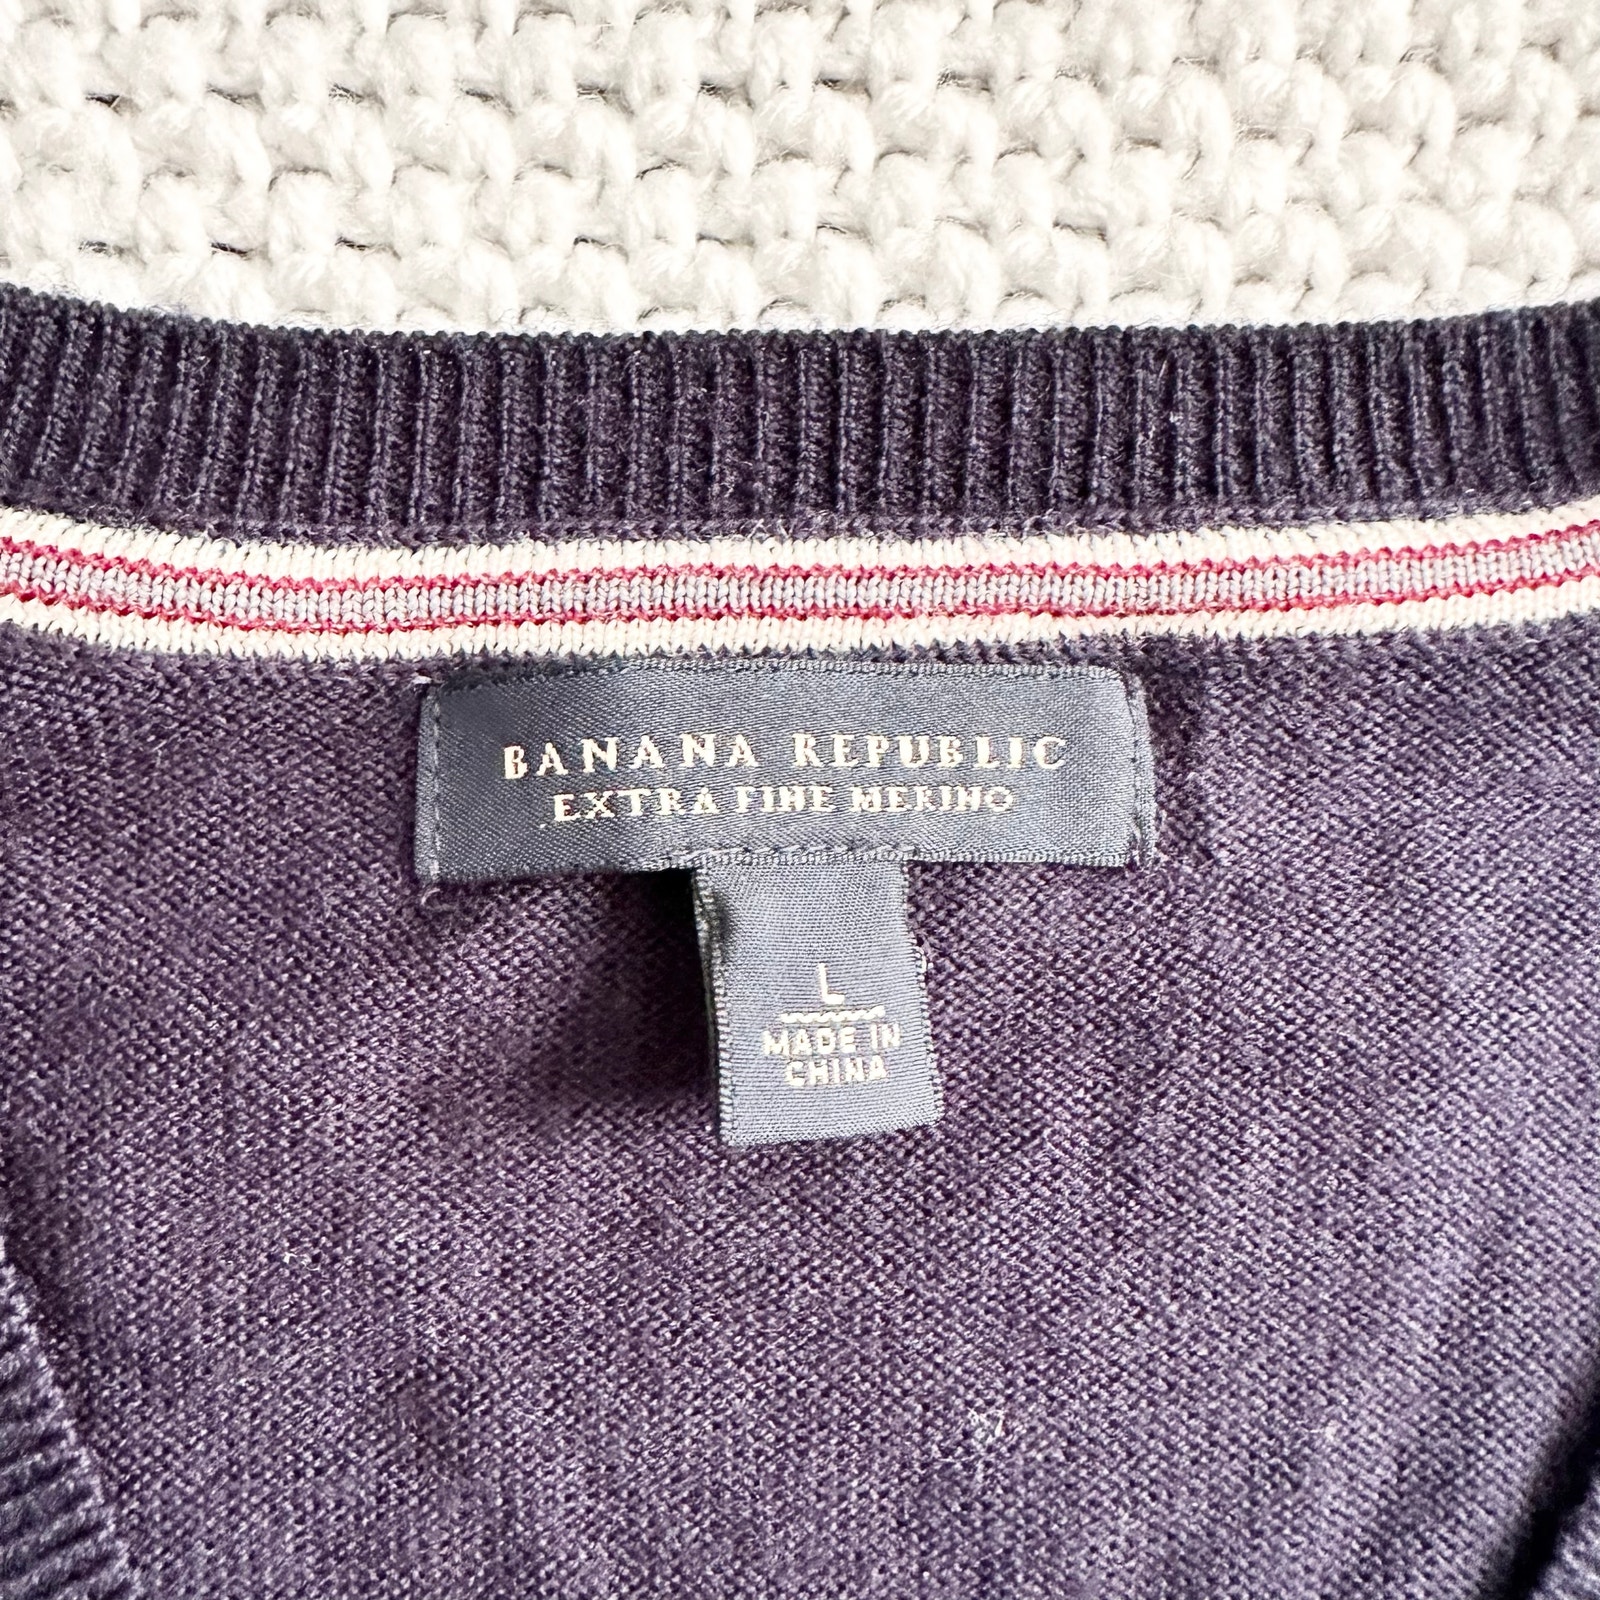 BANANA REPUBLIC
EXTRA FINE MERINO
L
MADE IN
CHINA